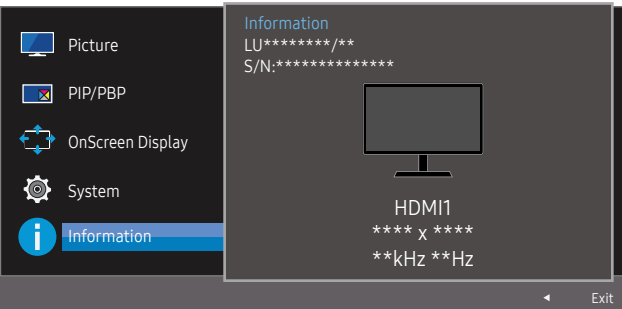 Picture
PIP/PBP
OnScreen Display
System
Information
Information
LU********/**
S/N:**************
HDMI1
**** x ****
**kHz **Hz
Exit